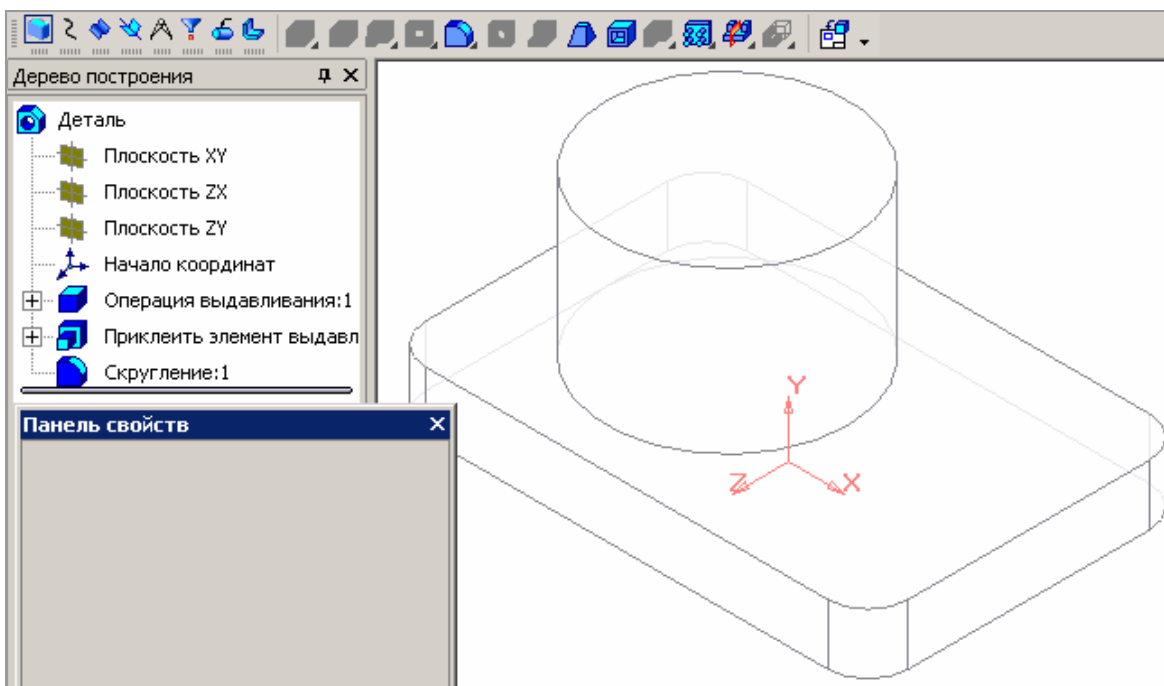 Дерево построения
Деталь
Плоскость XY
Плоскость ZX
Плоскость ZY
Начало координат
Операция выдавливания:1
Приклеить элемент выдавл
Скругление:1
Панель свойств
Y
Z
X